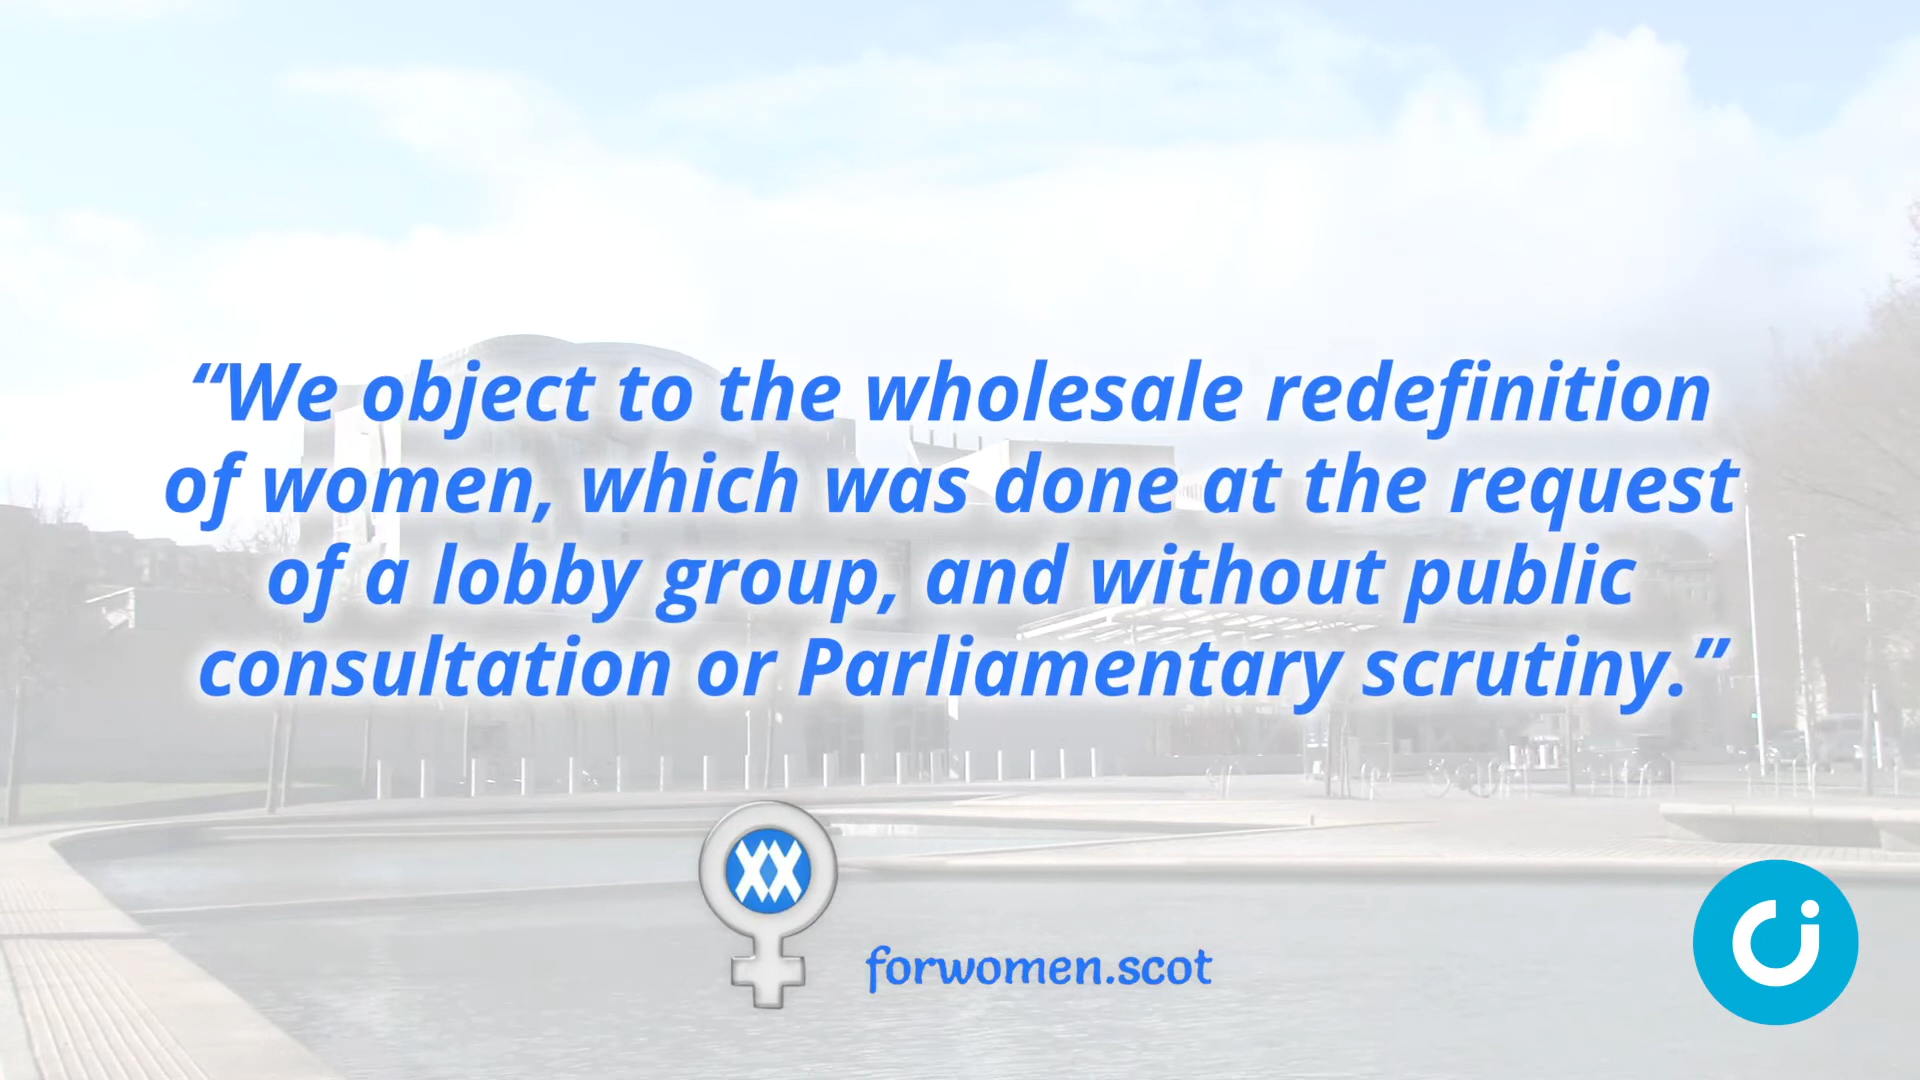 “We object to the wholesale redefinition
of women, which was done at the request
of a lobby group, and without public
consultation or Parliamentary scrutiny.”
XX
forwomen.scot